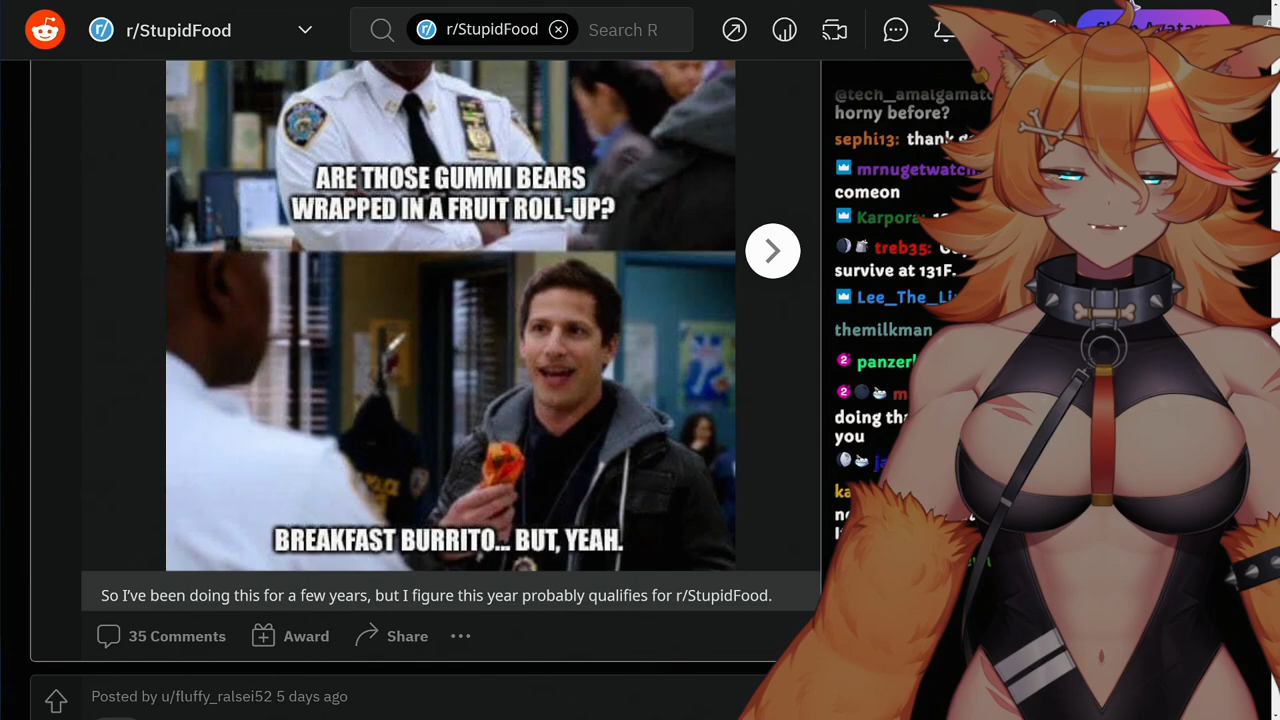 r/StupidFood
r/StupidFood
Search R
ARE THOSE GUMMI BEARS
WRAPPED IN A FRUIT ROLL-UP?
BREAKFAST BURRITO... BUT, YEAH.
So I've been doing this for a few years, but I figure this year probably qualifies for r/StupidFood.
35 Comments
Award
Share
Posted by u/fluffy_ralsei52 5 days ago
horny before?
sephi13: thank
comeon
treb35:
survive at 131F.
themilkman
doing
you